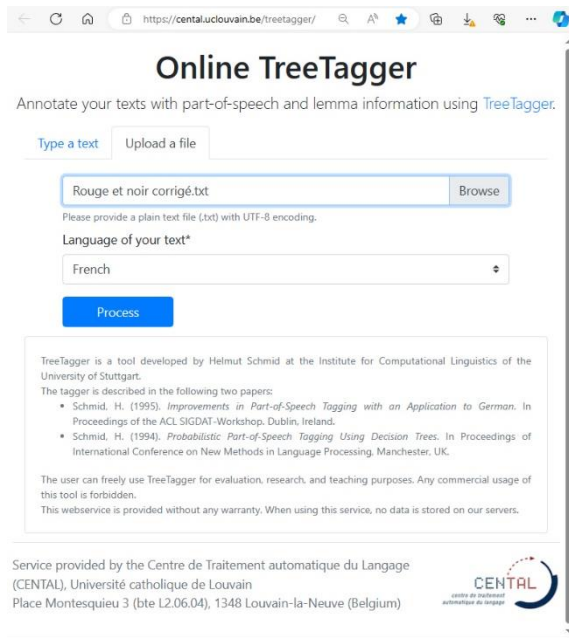 https://cental.uclouvain.be/treetagger/
Online TreeTagger
Annotate your texts with part-of-speech and lemma information using TreeTagger.
Type a text
Upload a file
Rouge et noir corrigé.txt
Browse
Please provide a plain text file (.txt) with UTF-8 encoding.
Language of your text*
French
Process
TreeTagger is a tool developed by Helmut Schmid at the Institute for Computational Linguistics of the
University of Stuttgart.
The tagger is described in the following two papers:
• Schmid, H. (1995). Improvements in Part-of-Speech Tagging with an Application to German. In
Proceedings of the ACL SIGDAT-Workshop. Dublin, Ireland.
• Schmid, H. (1994). Probabilistic Part-of-Speech Tagging Using Decision Trees. In Proceedings of
International Conference on New Methods in Language Processing, Manchester, UK.
The user can freely use TreeTagger for evaluation, research, and teaching purposes. Any commercial usage of
this tool is forbidden.
This webservice is provided without any warranty. When using this service, no data is stored on our servers.
Service provided by the Centre de Traitement automatique du Langage
(CENTAL), Université catholique de Louvain
Place Montesquieu 3 (bte L2.06.04), 1348 Louvain-la-Neuve (Belgium)
CENTAL
centre de traitement
automatique du langage